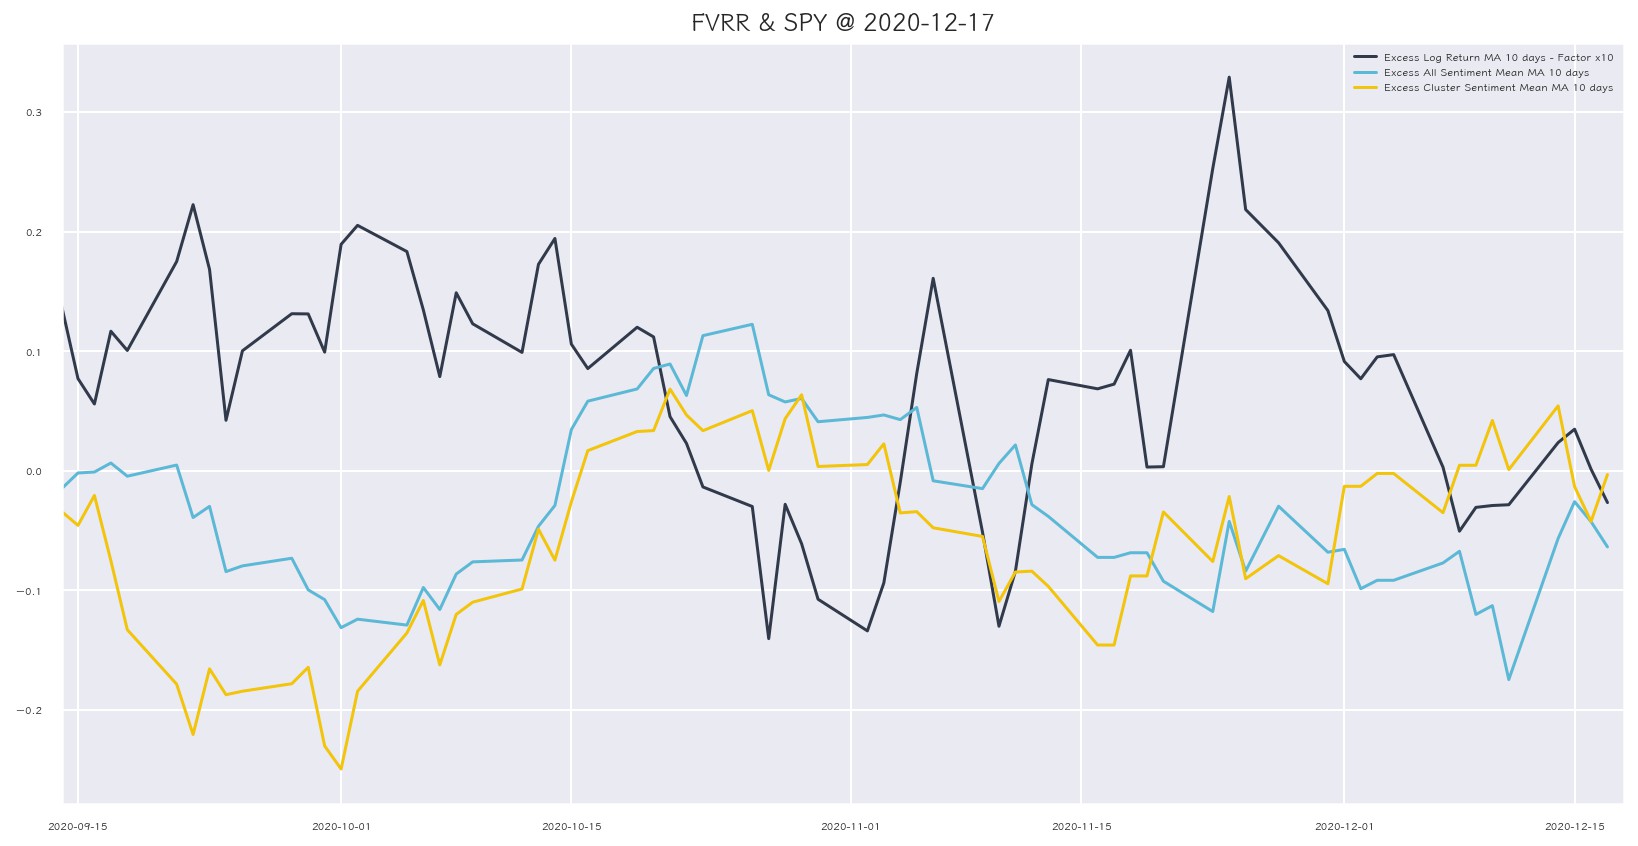 FVRR & SPY @ 2020-12-17
Excess Log Return MA 10 days - Factor x10
Excess All Sentiment Mean MA 10 days
Excess Cluster Sentiment Mean MA 10 days
0.3
0.2
0.1
0.0
−0.1
−0.2
2020-09-15 2020-10-01 2020-10-15 2020-11-01 2020-11-15 2020-12-01 2020-12-15